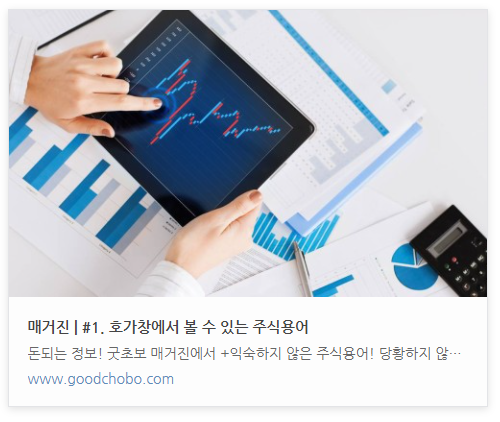 매거진 | #1. 호가창에서 볼 수 있는 주식용어
돈되는 정보! 굿초보 매거진에서 +익숙하지 않은 주식용어! 당황하지 않…
www.goodchobo.com